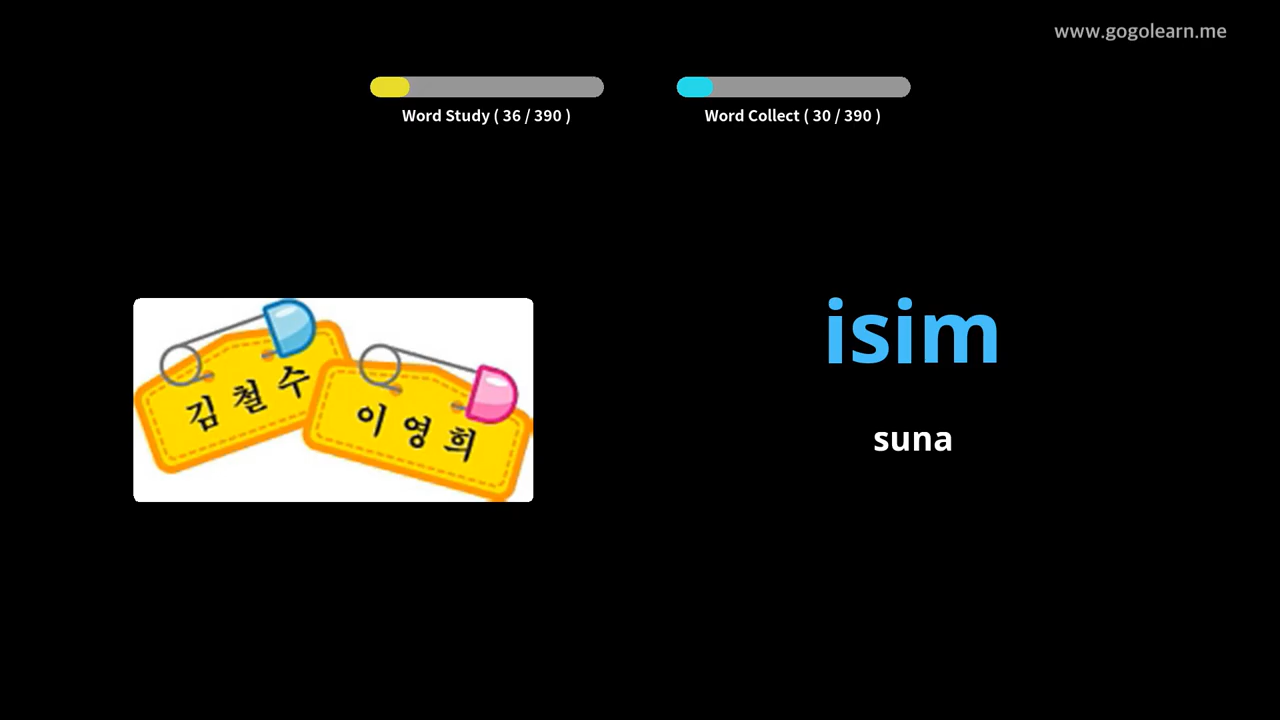 www.gogolearn.me
Word Study ( 36 / 390 )
Word Collect ( 30 / 390 )
김철수
이영희
isim
suna